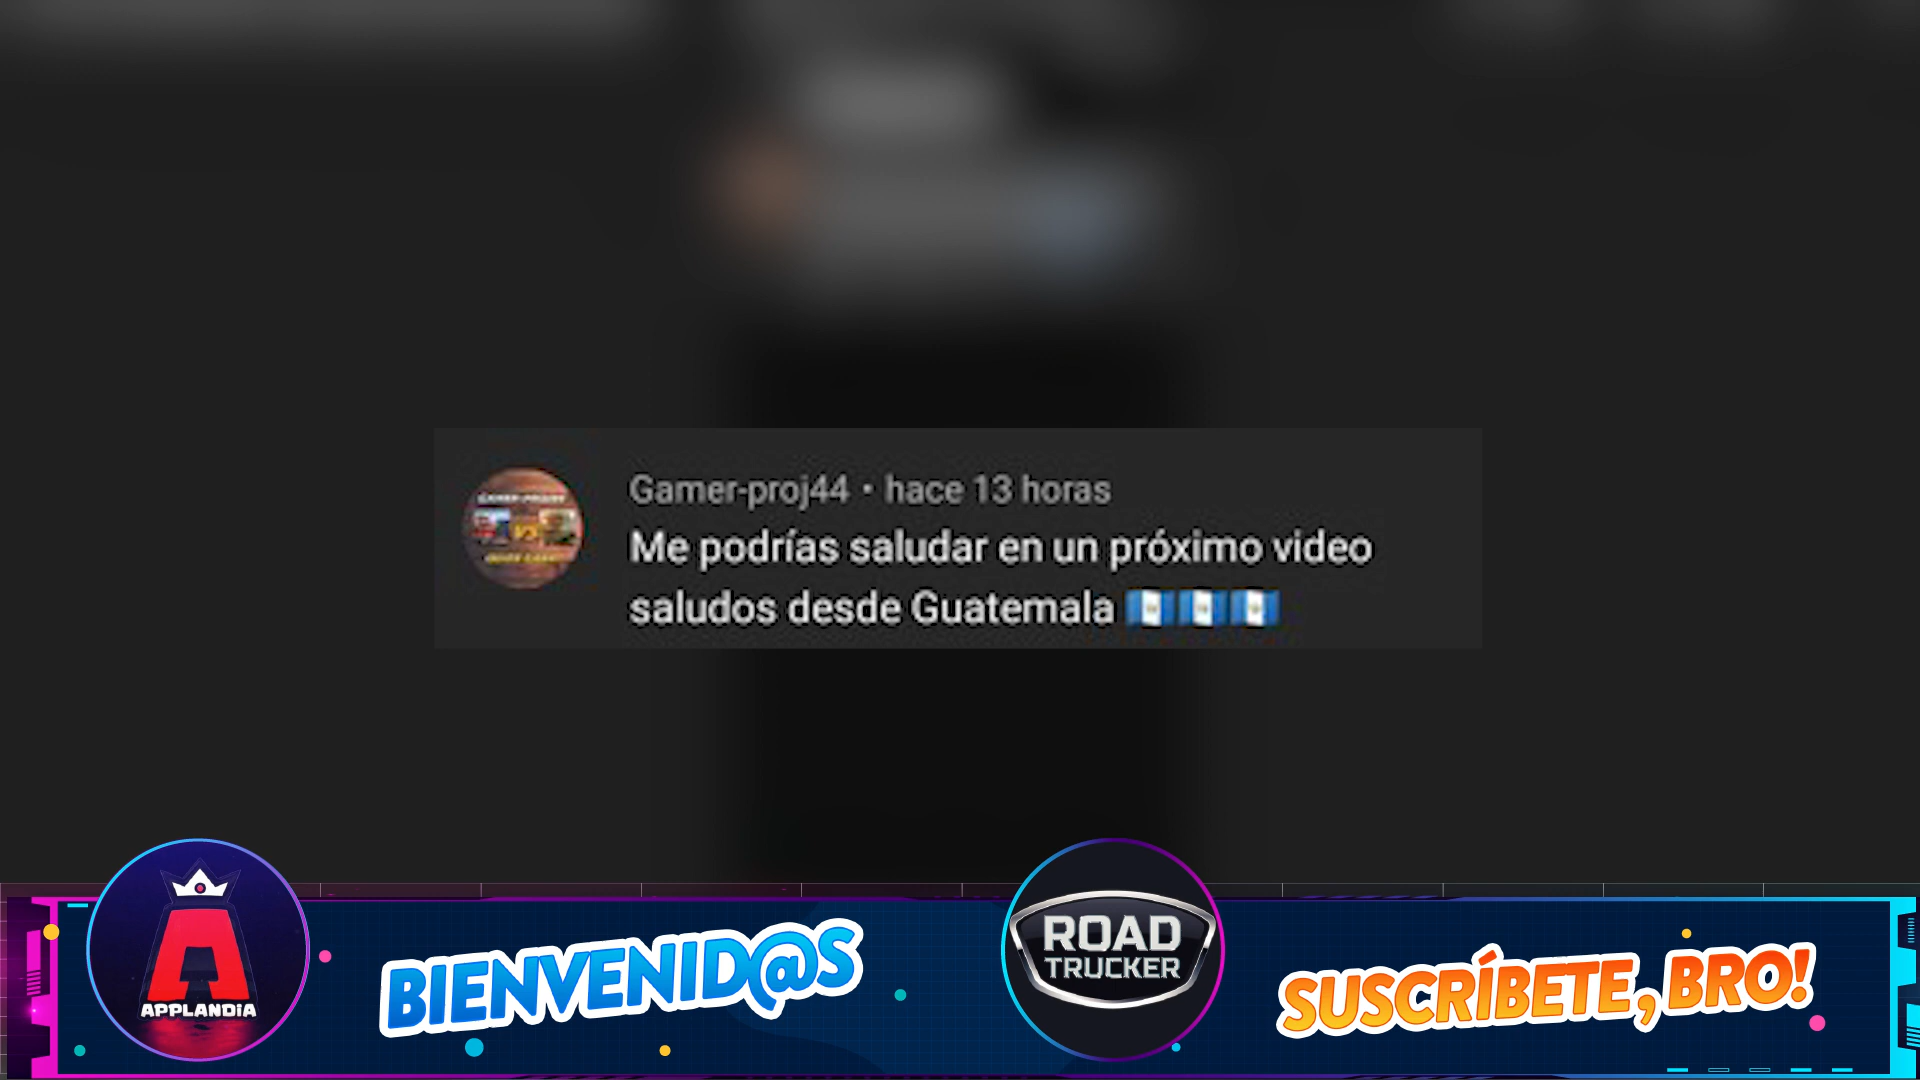 Gamer-proj44 • hace 13 horas
Me podrías saludar en un próximo video
saludos desde Guatemala 🇬🇹🇬🇹🇬🇹
APPLANDiA
BIENVENID@S
ROAD
TRUCKER
SUSCRÍBETE, BRO!